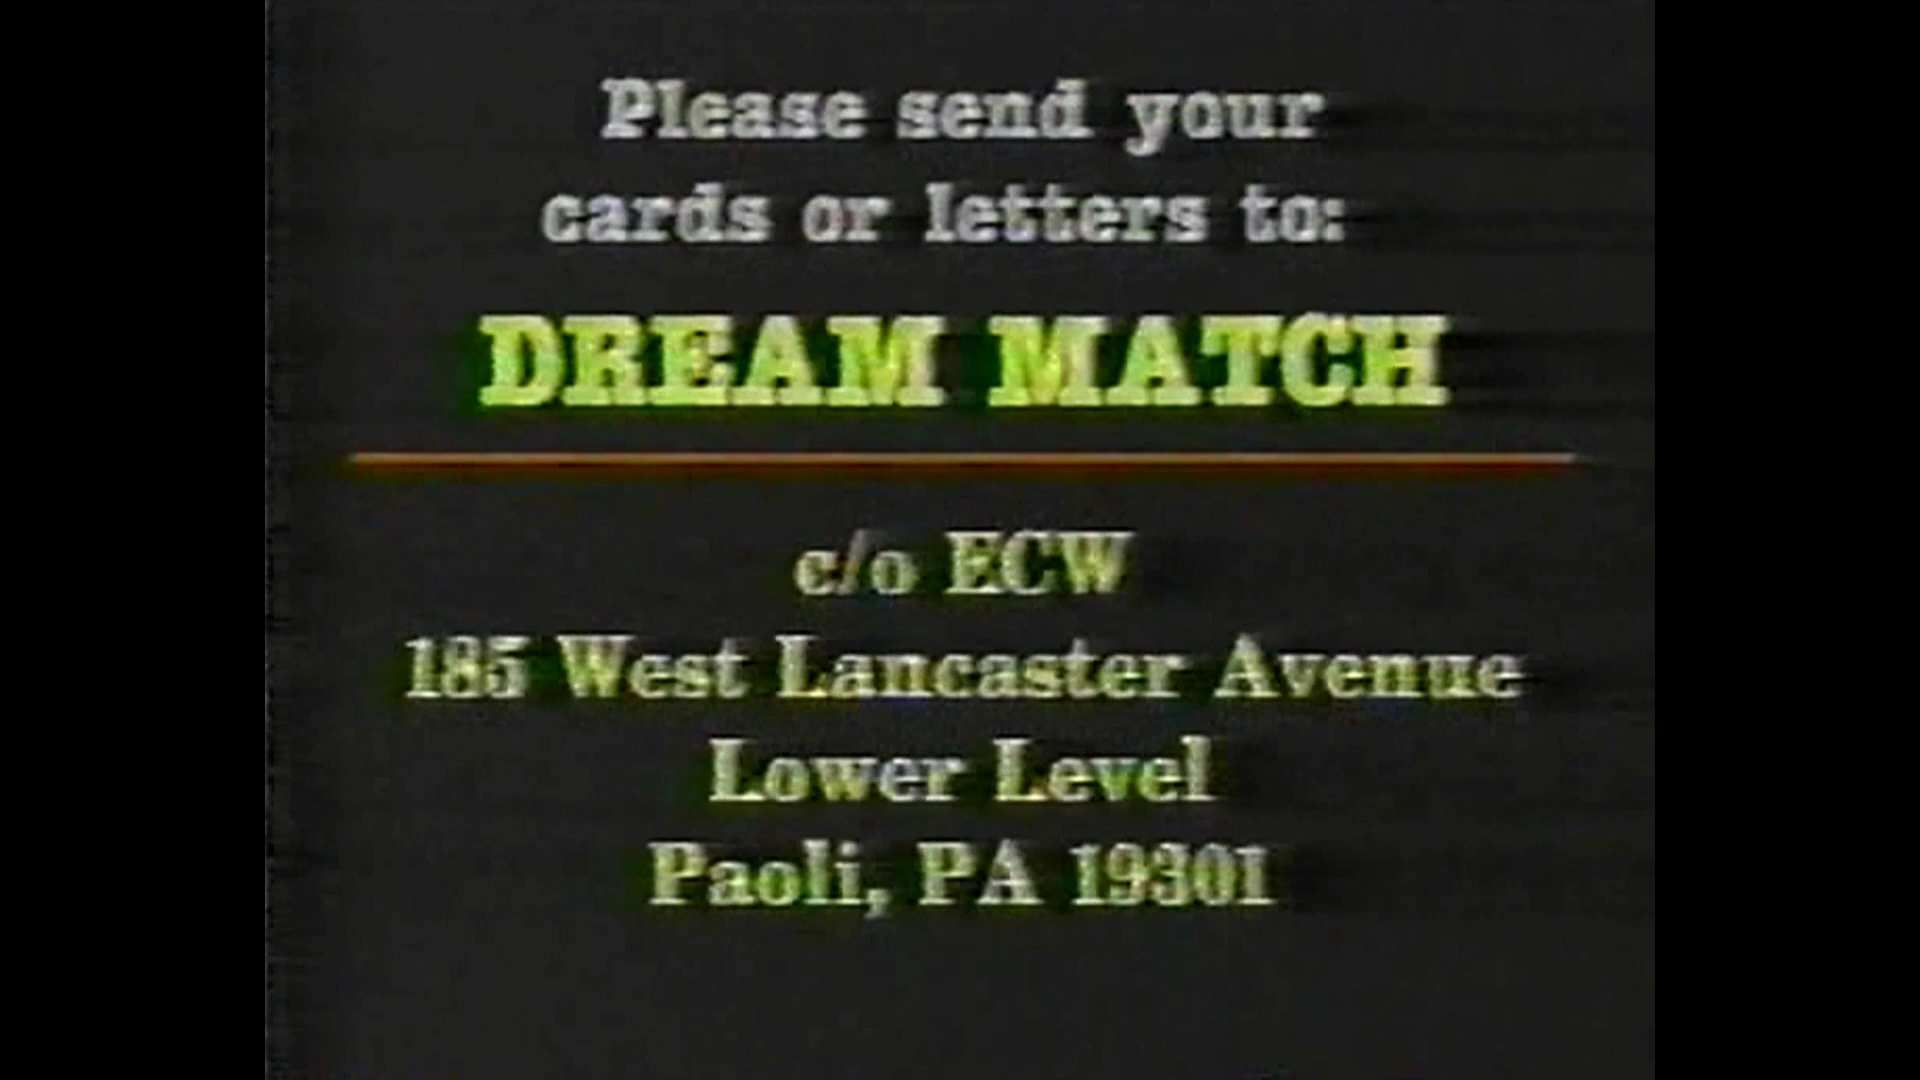 Please send your
cards or letters to:
DREAM MATCH
c/o ECW
185 West Lancaster Avenue
Lower Level
Paoli, PA 19301